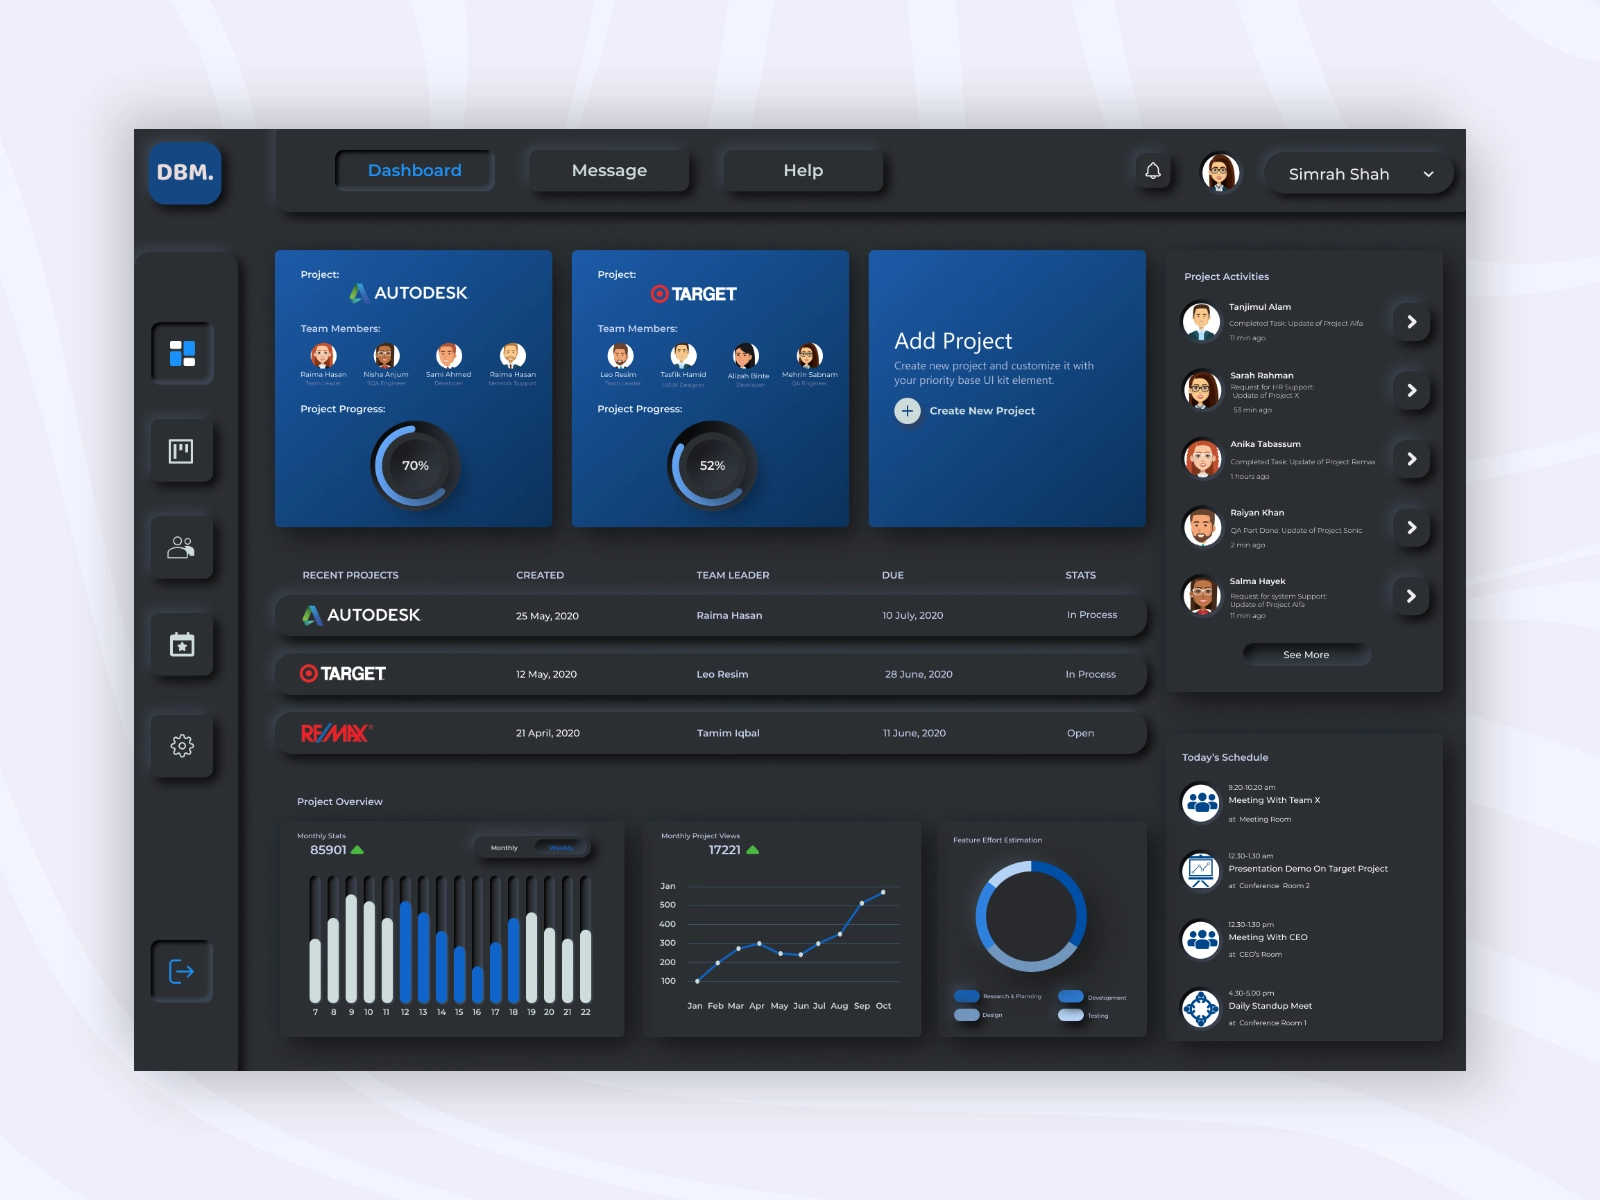 DBM.
Dashboard
Message
Help
Simrah Shah
Project:
AUTODESK
Team Members:
Raima Hasan
Team Leader
Nisha Anjum
SQA Engineer
Sami Ahmed
Developer
Raima Hasan
Network Support
Project Progress:
70%
Project:
TARGET
Team Members:
Leo Resim
Team Leader
Tasfik Hamid
UI/UX Designer
Alizah Binte
Developer
Mehrin Sabnam
QA Engineer
Project Progress:
52%
Add Project
Create new project and customize it with
your priority base UI kit element.
+ Create New Project
Project Activities
Tanjimul Alam
Completed Task: Update of Project Alfa
11 min ago
Sarah Rahman
Request for HR Support:
Update of Project X
53 min ago
Anika Tabassum
Completed Task: Update of Project Remax
1 hours ago
Raiyan Khan
QA Part Done: Update of Project Sonic
2 min ago
Salma Hayek
Request for system Support:
Update of Project Alfa
11 min ago
See More
RECENT PROJECTS CREATED TEAM LEADER DUE STATS
AUTODESK 25 May, 2020 Raima Hasan 10 July, 2020 In Process
TARGET 12 May, 2020 Leo Resim 28 June, 2020 In Process
RE/MAX® 21 April, 2020 Tamim Iqbal 11 June, 2020 Open
Today's Schedule
9.20-10.20 am
Meeting With Team X
at Meeting Room
12.30-1.30 am
Presentation Demo On Target Project
at Conference Room 2
12.30-1.30 pm
Meeting With CEO
at CEO's Room
4.30-5.00 pm
Daily Standup Meet
at Conference Room 1
Project Overview
Monthly Stats
85901
Monthly Weekly
7 8 9 10 11 12 13 14 15 16 17 18 19 20 21 22
Monthly Project Views
17221
Jan
500
400
300
200
100
Jan Feb Mar Apr May Jun Jul Aug Sep Oct
Feature Effort Estimation
Research & Planning
Development
Design
Testing